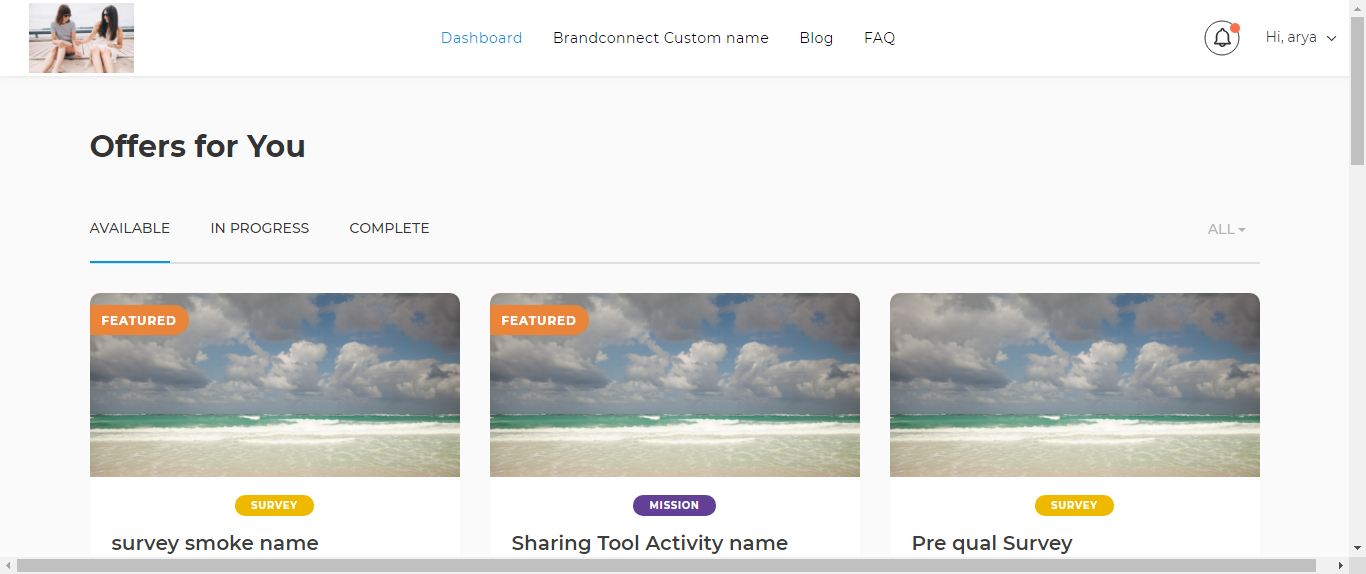 Dashboard Brandconnect Custom name Blog FAQ Hi, arya
Offers for You
AVAILABLE IN PROGRESS COMPLETE ALL
FEATURED FEATURED
SURVEY MISSION SURVEY
survey smoke name Sharing Tool Activity name Pre qual Survey